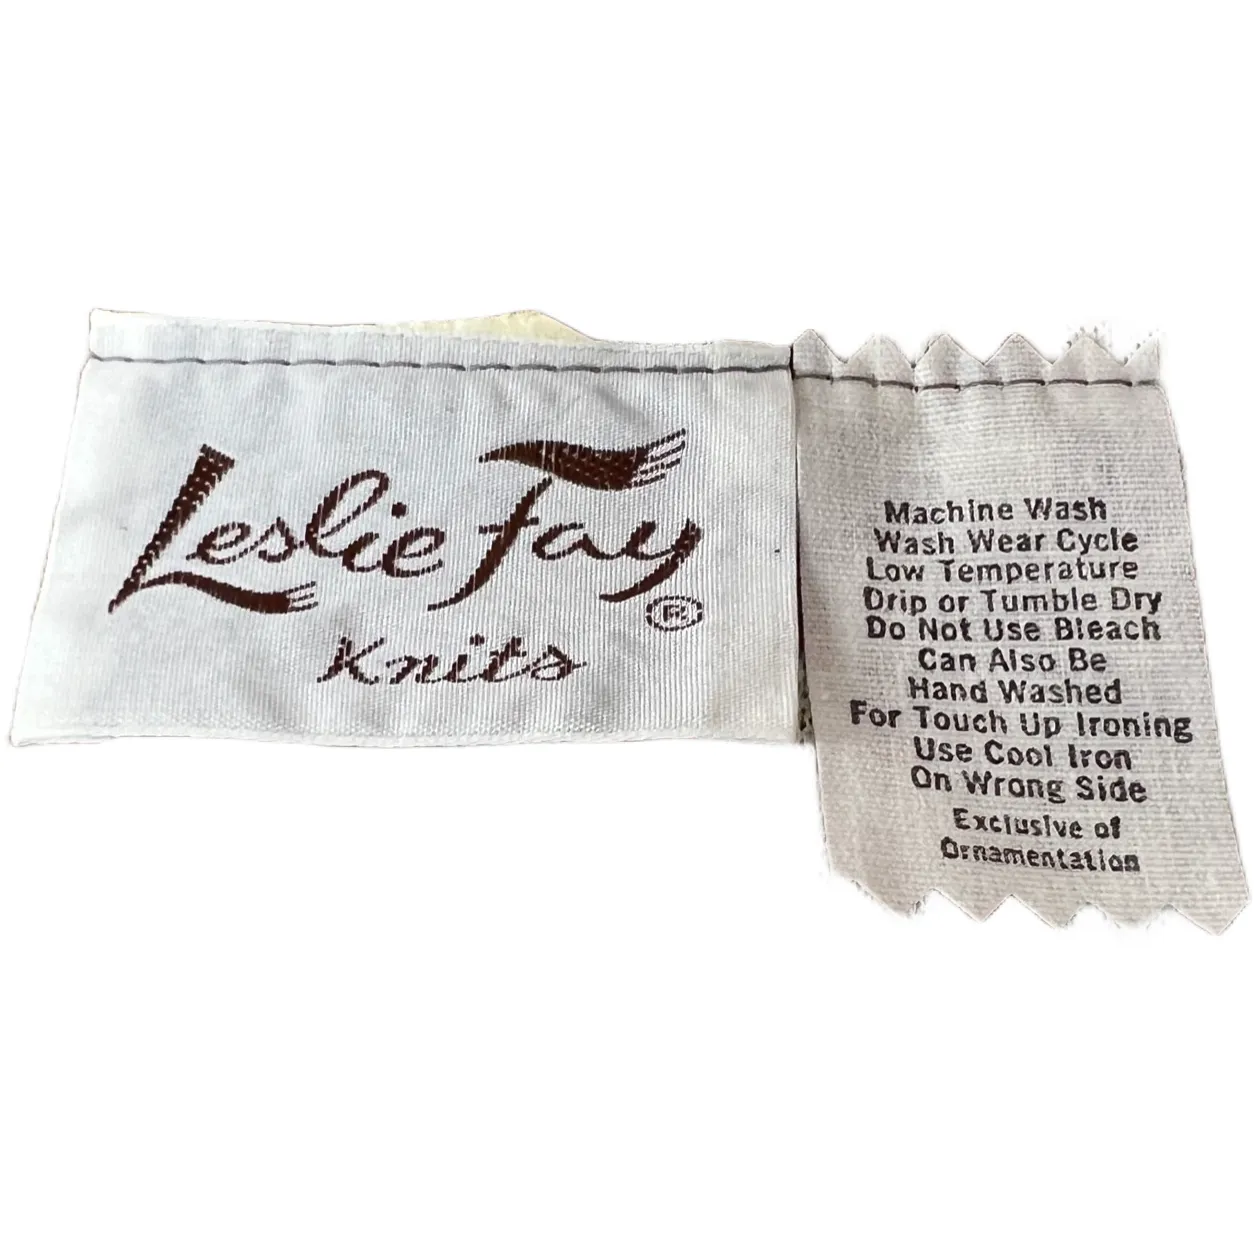 Leslie Fay®
Knits
Machine Wash
Wash Wear Cycle
Low Temperature
Drip or Tumble Dry
Do Not Use Bleach
Can Also Be
Hand Washed
For Touch Up Ironing
Use Cool Iron
On Wrong Side
Exclusive of
Ornamentation